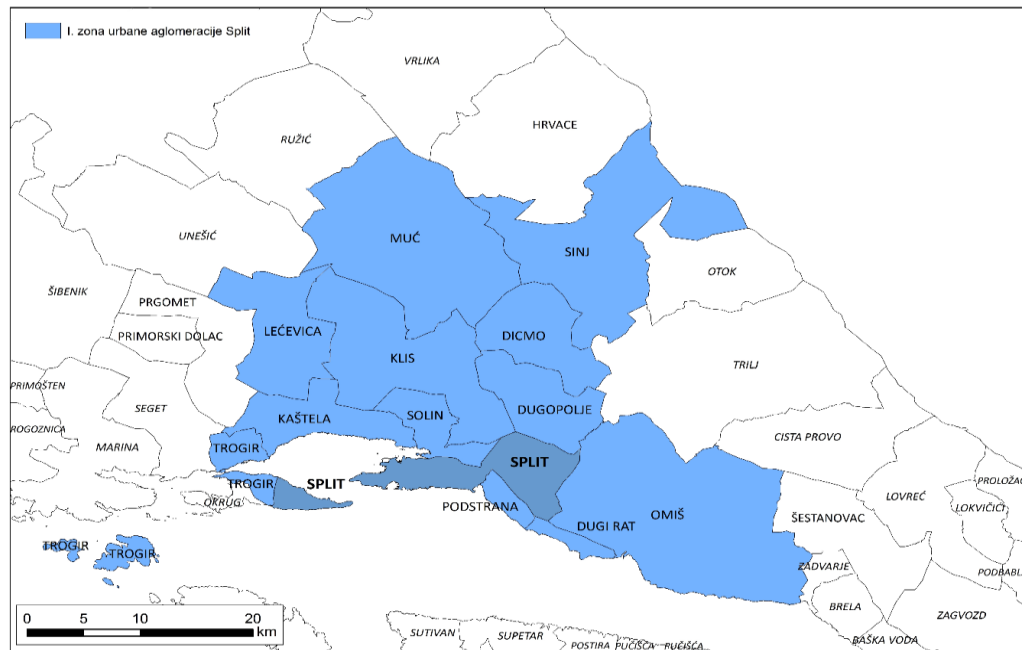 I. zona urbane aglomeracije Split
VRLIKA
HRVACE
RUŽIĆ
UNEŠIĆ
MUĆ
SINJ
OTOK
ŠIBENIK
PRGOMET
PRIMORSKI DOLAC
LEĆEVICA
DICMO
KLIS
TRILJ
PRIMOŠTEN
SEGET
KAŠTELA
SOLIN
DUGOPOLJE
ROGOZNICA
MARINA
TROGIR
CISTA PROVO
SPLIT
TROGIR
SPLIT
OKRUG
PODSTRANA
DUGI RAT
OMIŠ
ŠESTANOVAC
LOVREĆ
PROLOŽAC
LOKVIČIĆI
TROGIR
TROGIR
ZADVARJE
PODBABL
BRELA
ZAGVOZD
BAŠKA VODA
SUTIVAN
SUPETAR
POSTIRA
PUČIŠĆA
PUČIŠĆA
0 5 10 20
km